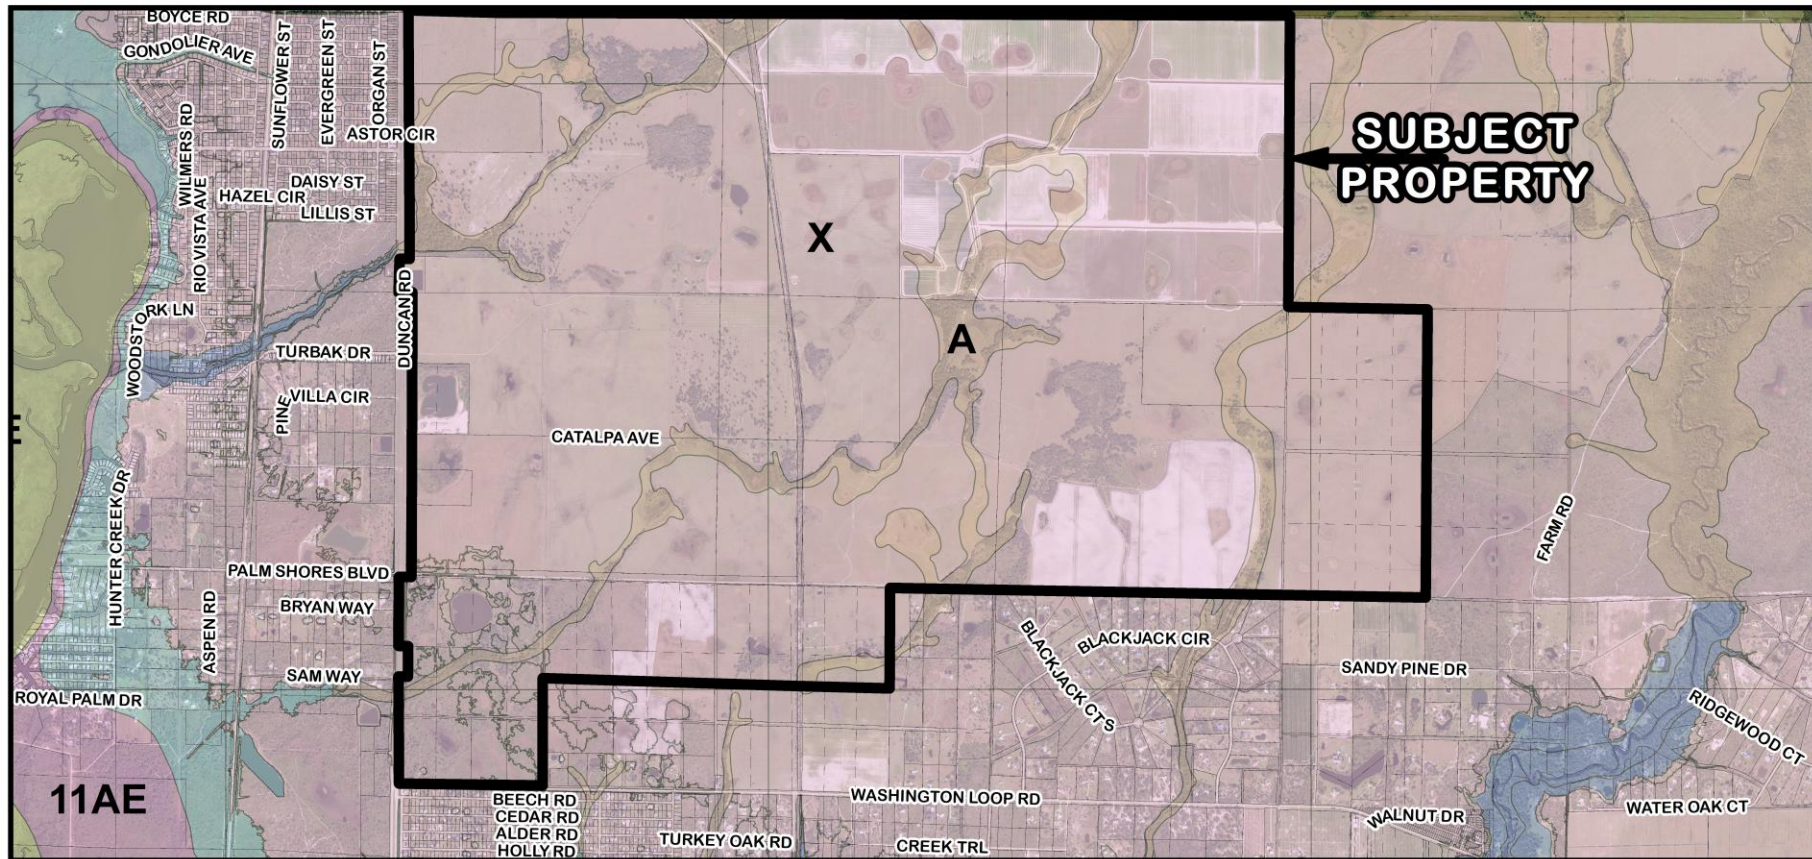 BOYCE RD
GONDOLIER AVE
SUNFLOWER ST
EVERGREEN ST
ORGAN ST
ASTOR CIR
WILMERS RD
RIO VISTA AVE
HAZEL CIR
DAISY ST
LILLIS ST
SUBJECT
PROPERTY
X
DUNCAN RD
WOODSTORK LN
TURBAK DR
A
VILLA CIR
PINE
E
CATALPA AVE
HUNTER CREEK DR
FARM RD
PALM SHORES BLVD
BRYAN WAY
ASPEN RD
BLACKJACK CIR
BLACKJACK CTS
SAM WAY
SANDY PINE DR
ROYAL PALM DR
RIDGEWOOD CT
11AE
BEECH RD
CEDAR RD
ALDER RD
HOLLY RD
WASHINGTON LOOP RD
TURKEY OAK RD
CREEK TRL
WALNUT DR
WATER OAK CT